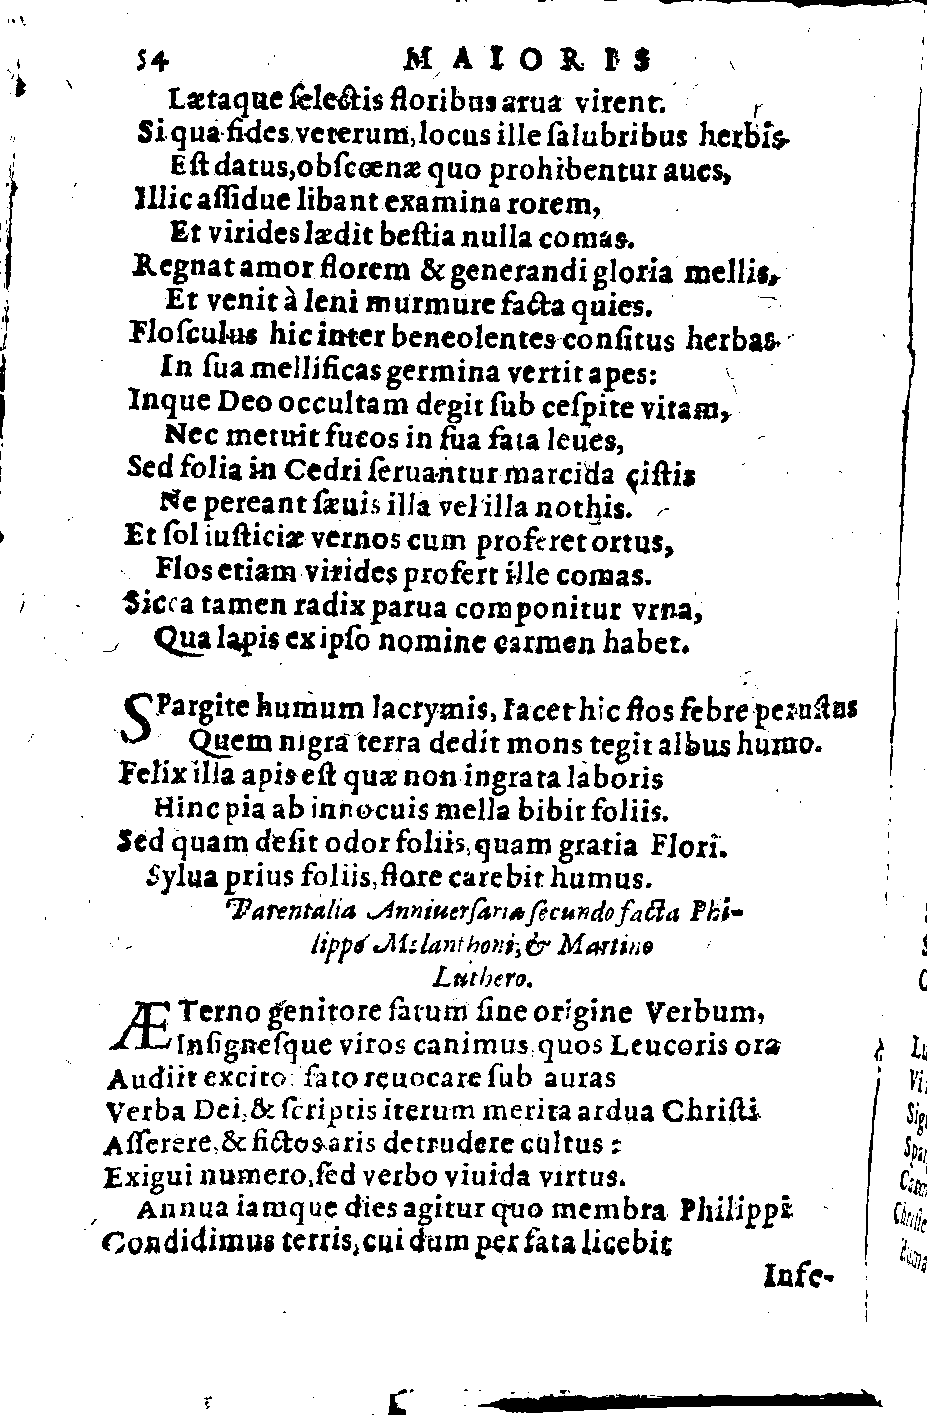 54 MAIORIS
Lætaque ſelectis floribus arua virent.
Si qua fides veterum, locus ille ſalubribus herbis
Eſt datus, obſcœnæ quo prohibentur aues,
Illic aſſidue libant examina rorem,
Et virides lædit beſtia nulla comas.
Regnat amor florem & generandi gloria mellis,
Et venit à leni murmure facta quies.
Floſculus hic inter beneolentes conſitus herbas
In ſua mellificas germina vertit apes:
Inque Deo occultam degit ſub ceſpite vitam,
Nec metuit fucos in ſua fata leues,
Sed folia in Cedri ſeruantur marcida çiſtis
Ne pereant ſæuis illa vel illa nothis.
Et ſol iuſticiæ vernos cum proferet ortus,
Flos etiam virides profert ille comas.
Sicca tamen radix parua componitur vrna,
Qua lapis ex ipſo nomine carmen habet.
SPargite humum lacrymis, Iacet hic flos febre peruſtus
Quem nigra terra dedit mons tegit albus humo.
Felix illa apis eſt quæ non ingrata laboris
Hinc pia ab innocuis mella bibit foliis.
Sed quam deſit odor foliis, quam gratia Flori.
Sylua prius foliis, flore carebit humus.
Parentalia Anniuerſaria ſecundo facta Phi-
lippo Melanthoni, & Martino
Luthero.
ÆTerno genitore ſatum ſine origine Verbum,
Inſigneſque viros canimus, quos Leucoris ora
Audiit excito fato reuocare ſub auras
Verba Dei, & ſcriptis iterum merita ardua Chriſti
Aſſerere, & fictos aris detrudere cultus:
Exigui numero, ſed verbo viuida virtus.
Annua iamque dies agitur quo membra Philippi
Condidimus terris, cui dum per fata licebit
Inſe-